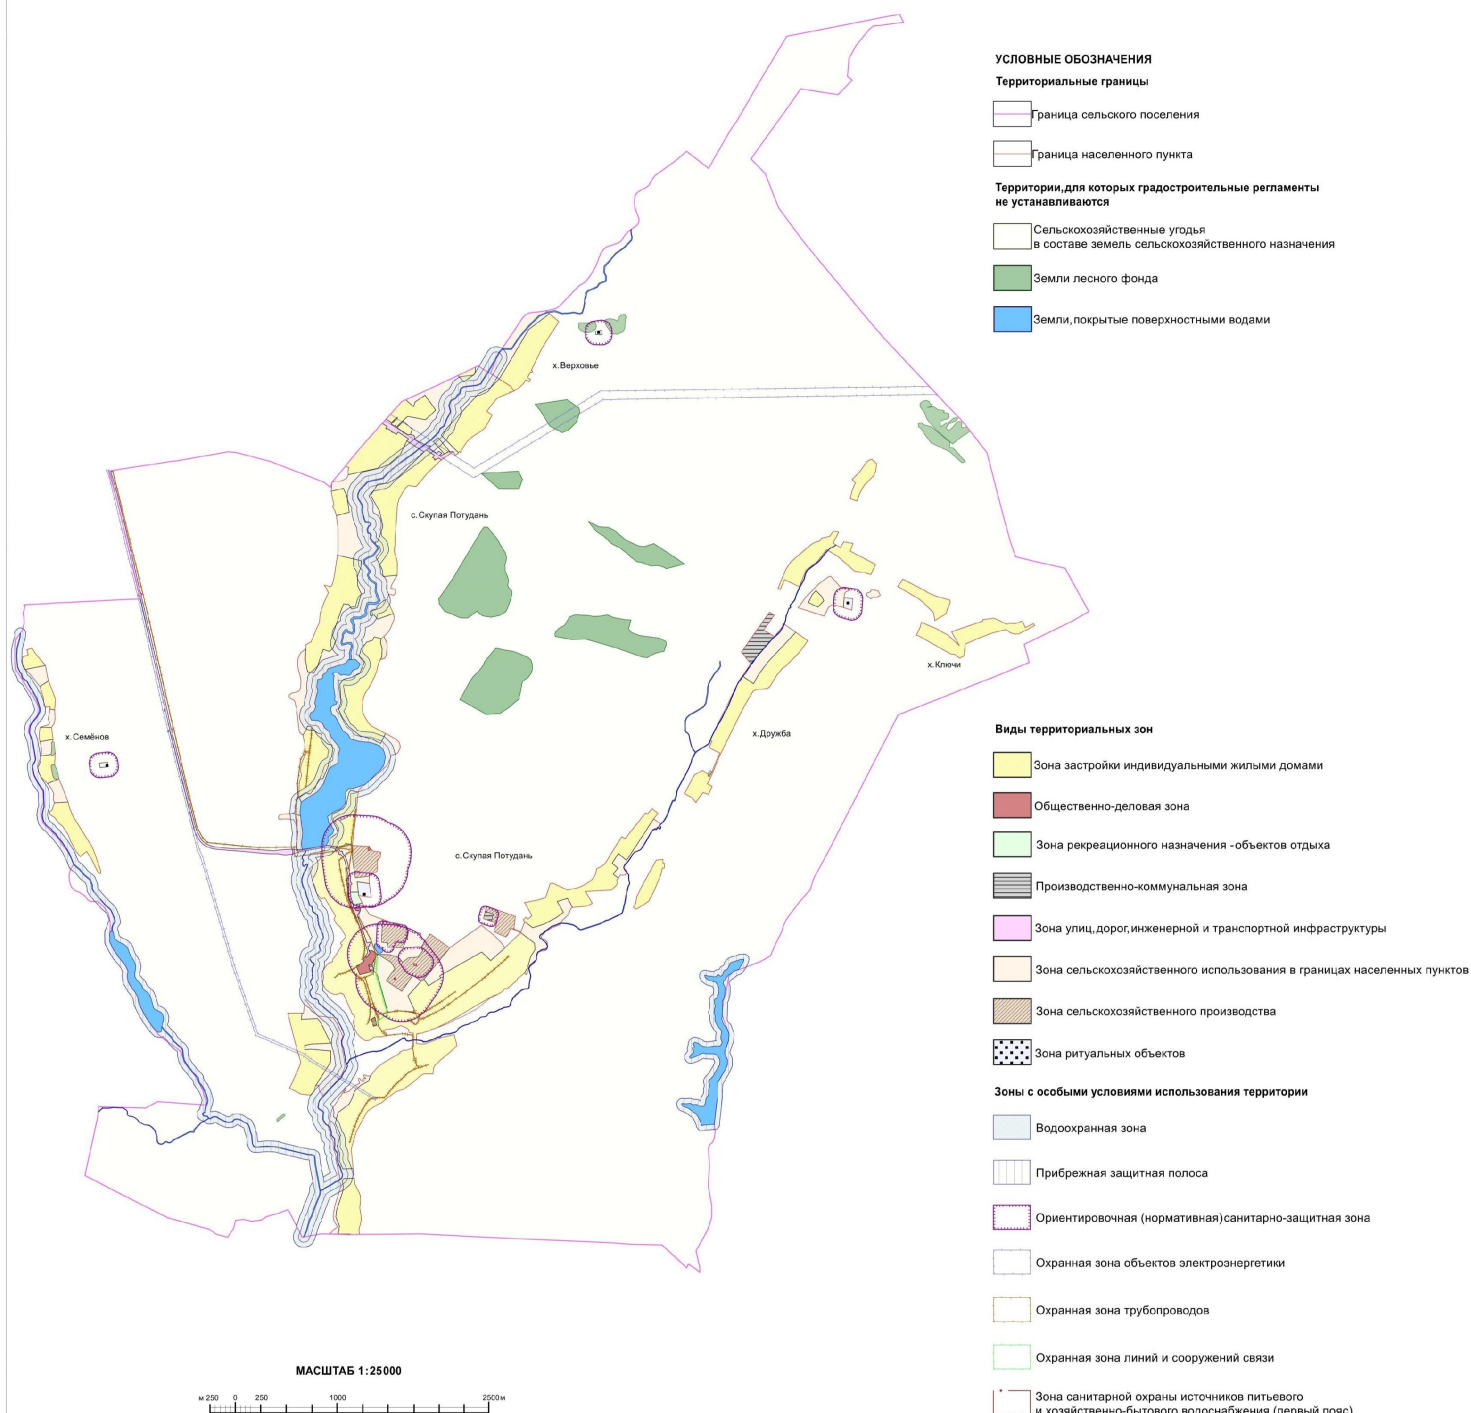 УСЛОВНЫЕ ОБОЗНАЧЕНИЯ
Территориальные границы
Граница сельского поселения
Граница населенного пункта
Территории,для которых градостроительные регламенты
не устанавливаются
Сельскохозяйственные угодья
в составе земель сельскохозяйственного назначения
Земли лесного фонда
Земли,покрытые поверхностными водами
х.Верховье
с.Скупая Потудань
х.Ключи
х.Семёнов
х.Дружба
с.Скупая Потудань
Виды территориальных зон
Зона застройки индивидуальными жилыми домами
Общественно-деловая зона
Зона рекреационного назначения -объектов отдыха
Производственно-коммунальная зона
Зона улиц,дорог,инженерной и транспортной инфраструктуры
Зона сельскохозяйственного использования в границах населенных пунктов
Зона сельскохозяйственного производства
Зона ритуальных объектов
Зоны с особыми условиями использования территории
Водоохранная зона
Прибрежная защитная полоса
Ориентировочная (нормативная)санитарно-защитная зона
Охранная зона объектов электроэнергетики
Охранная зона трубопроводов
Охранная зона линий и сооружений связи
Зона санитарной охраны источников питьевого
и хозяйственно-бытового водоснабжения (первый пояс)
МАСШТАБ 1:25000
м 250 0 250 1000 2500м